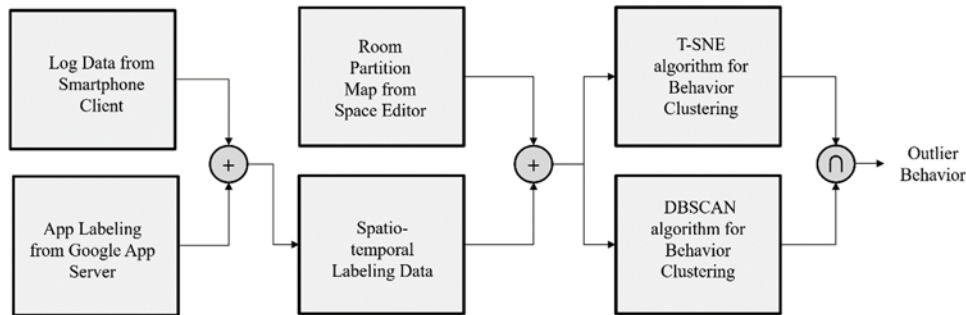 Log Data from
Smartphone
Client
App Labeling
from Google App
Server
+
Room
Partition
Map from
Space Editor
Spatio-
temporal
Labeling Data
+
T-SNE
algorithm for
Behavior
Clustering
DBSCAN
algorithm for
Behavior
Clustering
∩
Outlier
Behavior